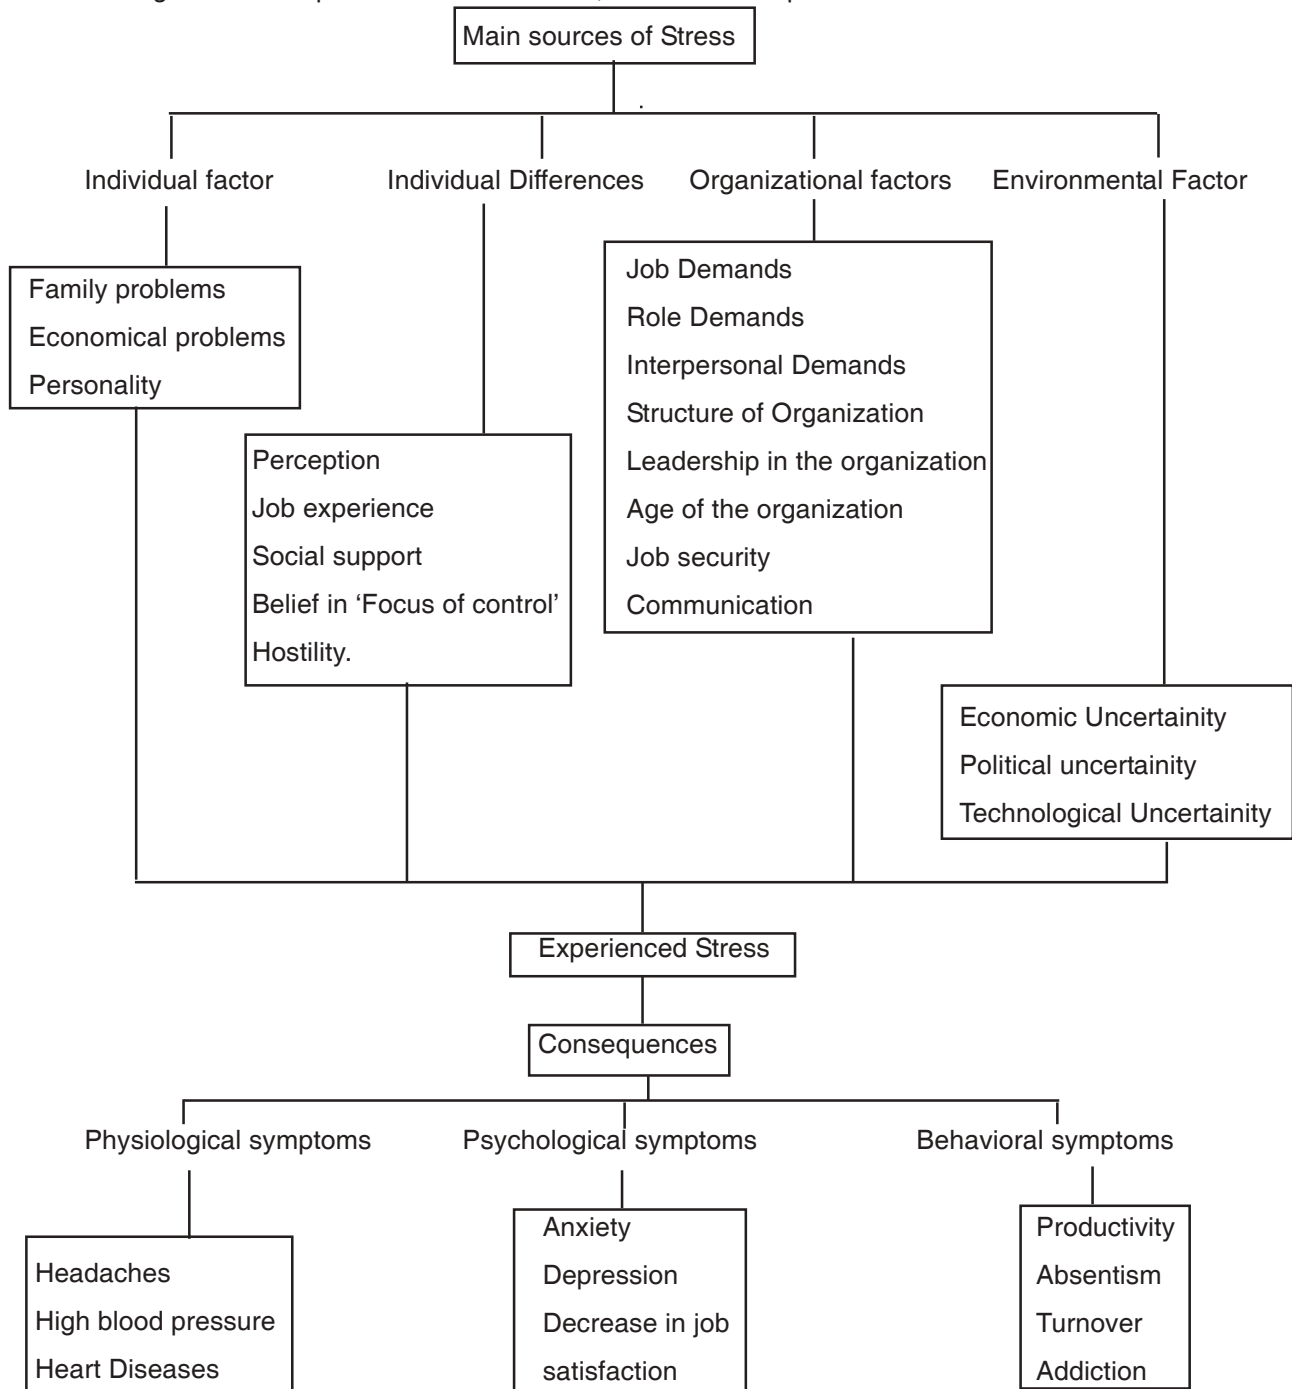 Main sources of Stress
Individual factor
Individual Differences
Organizational factors
Environmental Factor
Family problems
Economical problems
Personality
Perception
Job experience
Social support
Belief in ‘Focus of control’
Hostility.
Job Demands
Role Demands
Interpersonal Demands
Structure of Organization
Leadership in the organization
Age of the organization
Job security
Communication
Economic Uncertainity
Political uncertainity
Technological Uncertainity
Experienced Stress
Consequences
Physiological symptoms
Psychological symptoms
Behavioral symptoms
Headaches
High blood pressure
Heart Diseases
Anxiety
Depression
Decrease in job
satisfaction
Productivity
Absentism
Turnover
Addiction